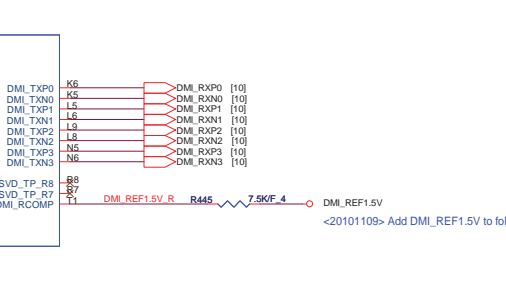 DMI_TXP0 K6 DMI_RXP0 [10]
DMI_TXN0 K5 DMI_RXN0 [10]
DMI_TXP1 L5 DMI_RXP1 [10]
DMI_TXN1 L6 DMI_RXN1 [10]
DMI_TXP2 L9 DMI_RXP2 [10]
DMI_TXN2 L8 DMI_RXN2 [10]
DMI_TXP3 N5 DMI_RXP3 [10]
DMI_TXN3 N6 DMI_RXN3 [10]
SVD_TP_R8 R8
SVD_TP_R7 R7
DMI_RCOMP T1 DMI_REF1.5V_R R445 7.5K/F_4 DMI_REF1.5V
<20101109> Add DMI_REF1.5V to fol